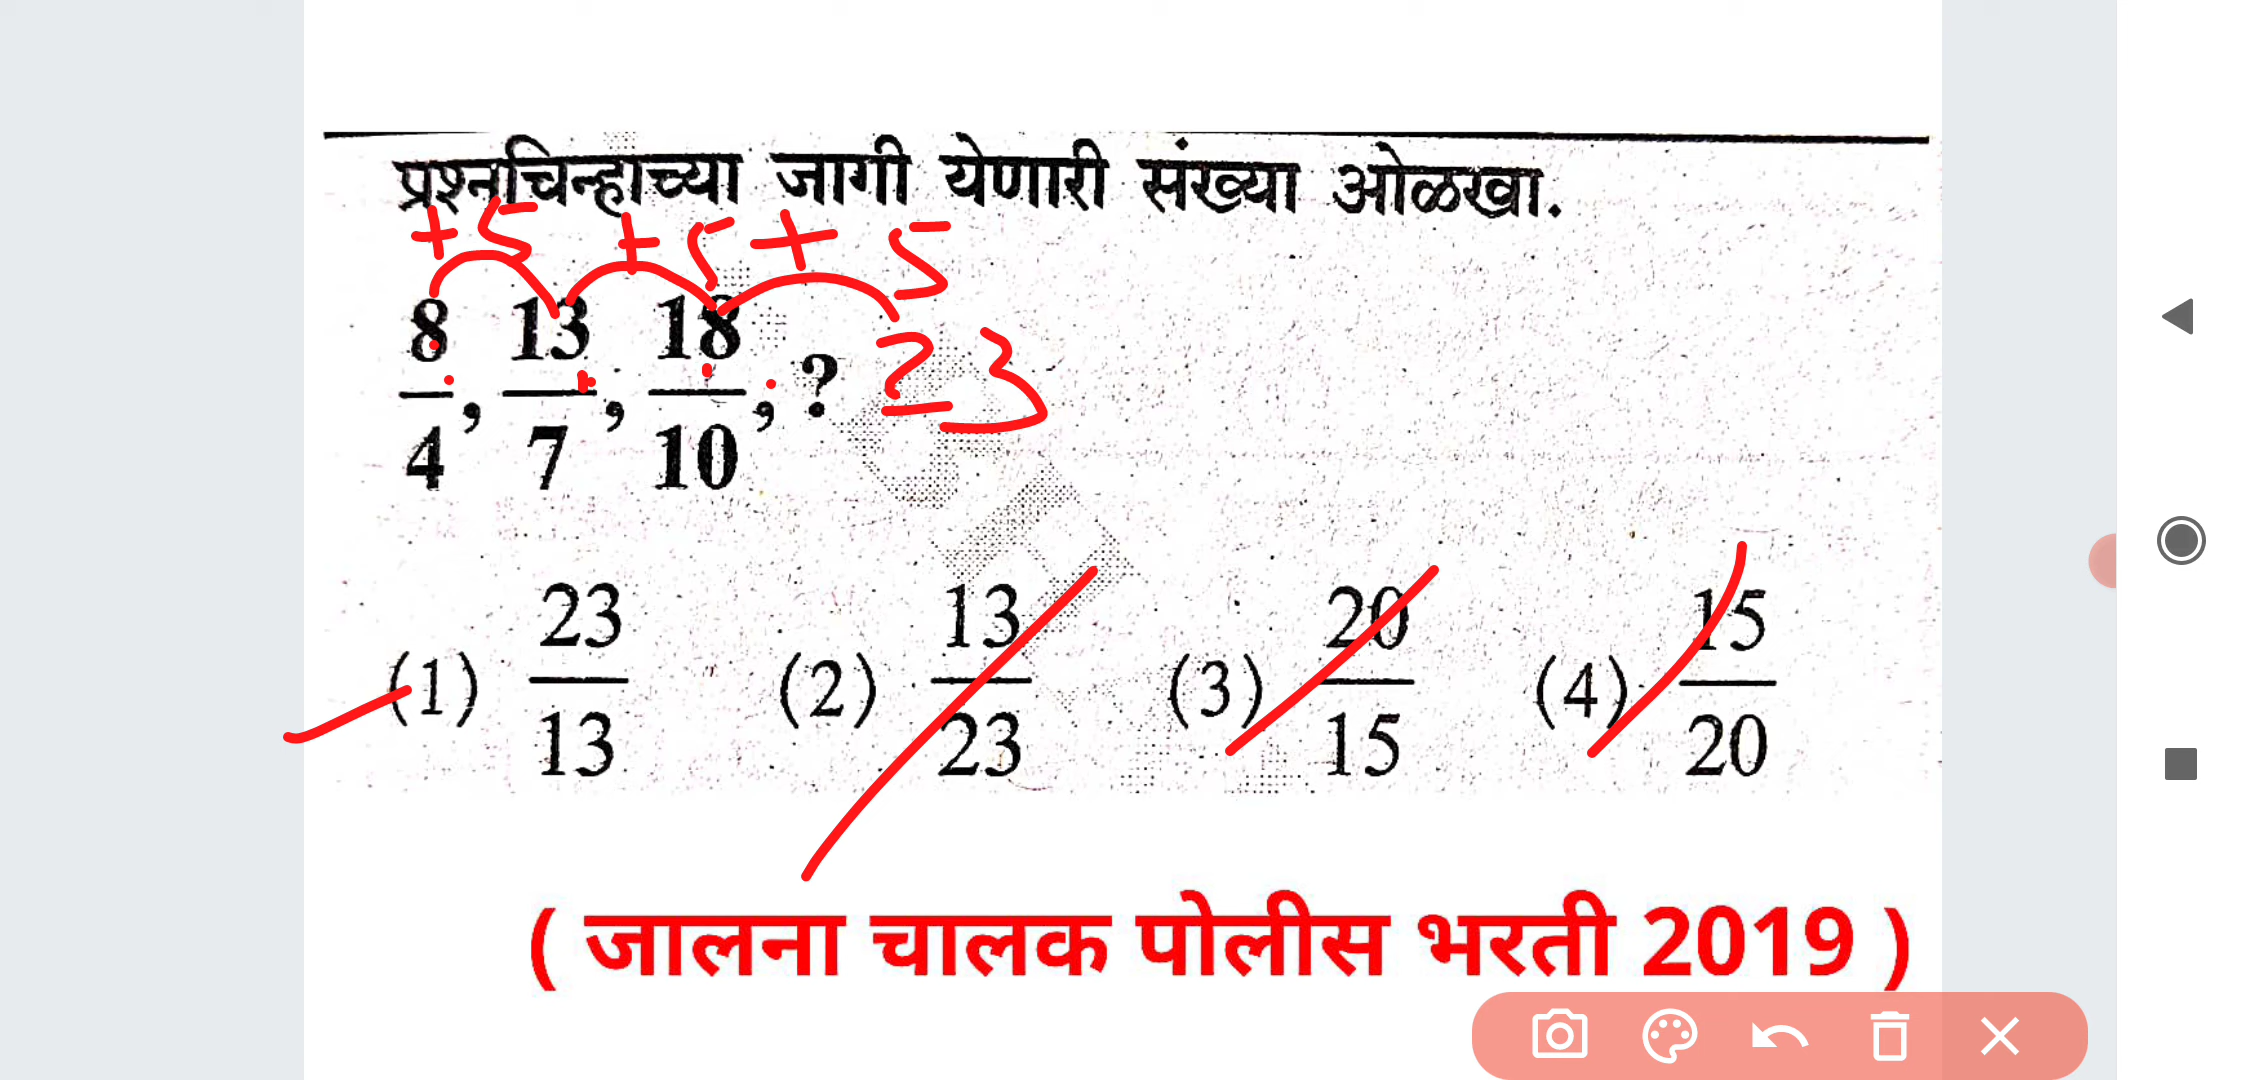 प्रश्नचिन्हाच्या जागी येणारी संख्या ओळखा.
+5 +5 +5
8/4, 13/7, 18/10, ? 23
(1) 23/13 (2) 13/23 (3) 20/15 (4) 15/20
( जालना चालक पोलीस भरती 2019 )